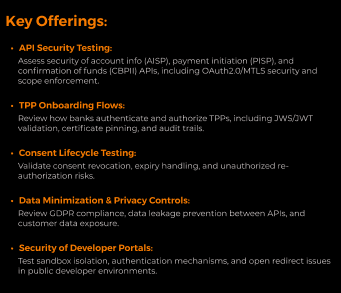 Key Offerings:
• API Security Testing:
Assess security of account info (AISP), payment initiation (PISP), and
confirmation of funds (CBPII) APIs, including OAuth2.0/MTLS security and
scope enforcement.
• TPP Onboarding Flows:
Review how banks authenticate and authorize TPPs, including JWS/JWT
validation, certificate pinning, and audit trails.
• Consent Lifecycle Testing:
Validate consent revocation, expiry handling, and unauthorized re-
authorization risks.
• Data Minimization & Privacy Controls:
Review GDPR compliance, data leakage prevention between APIs, and
customer data exposure.
• Security of Developer Portals:
Test sandbox isolation, authentication mechanisms, and open redirect issues
in public developer environments.